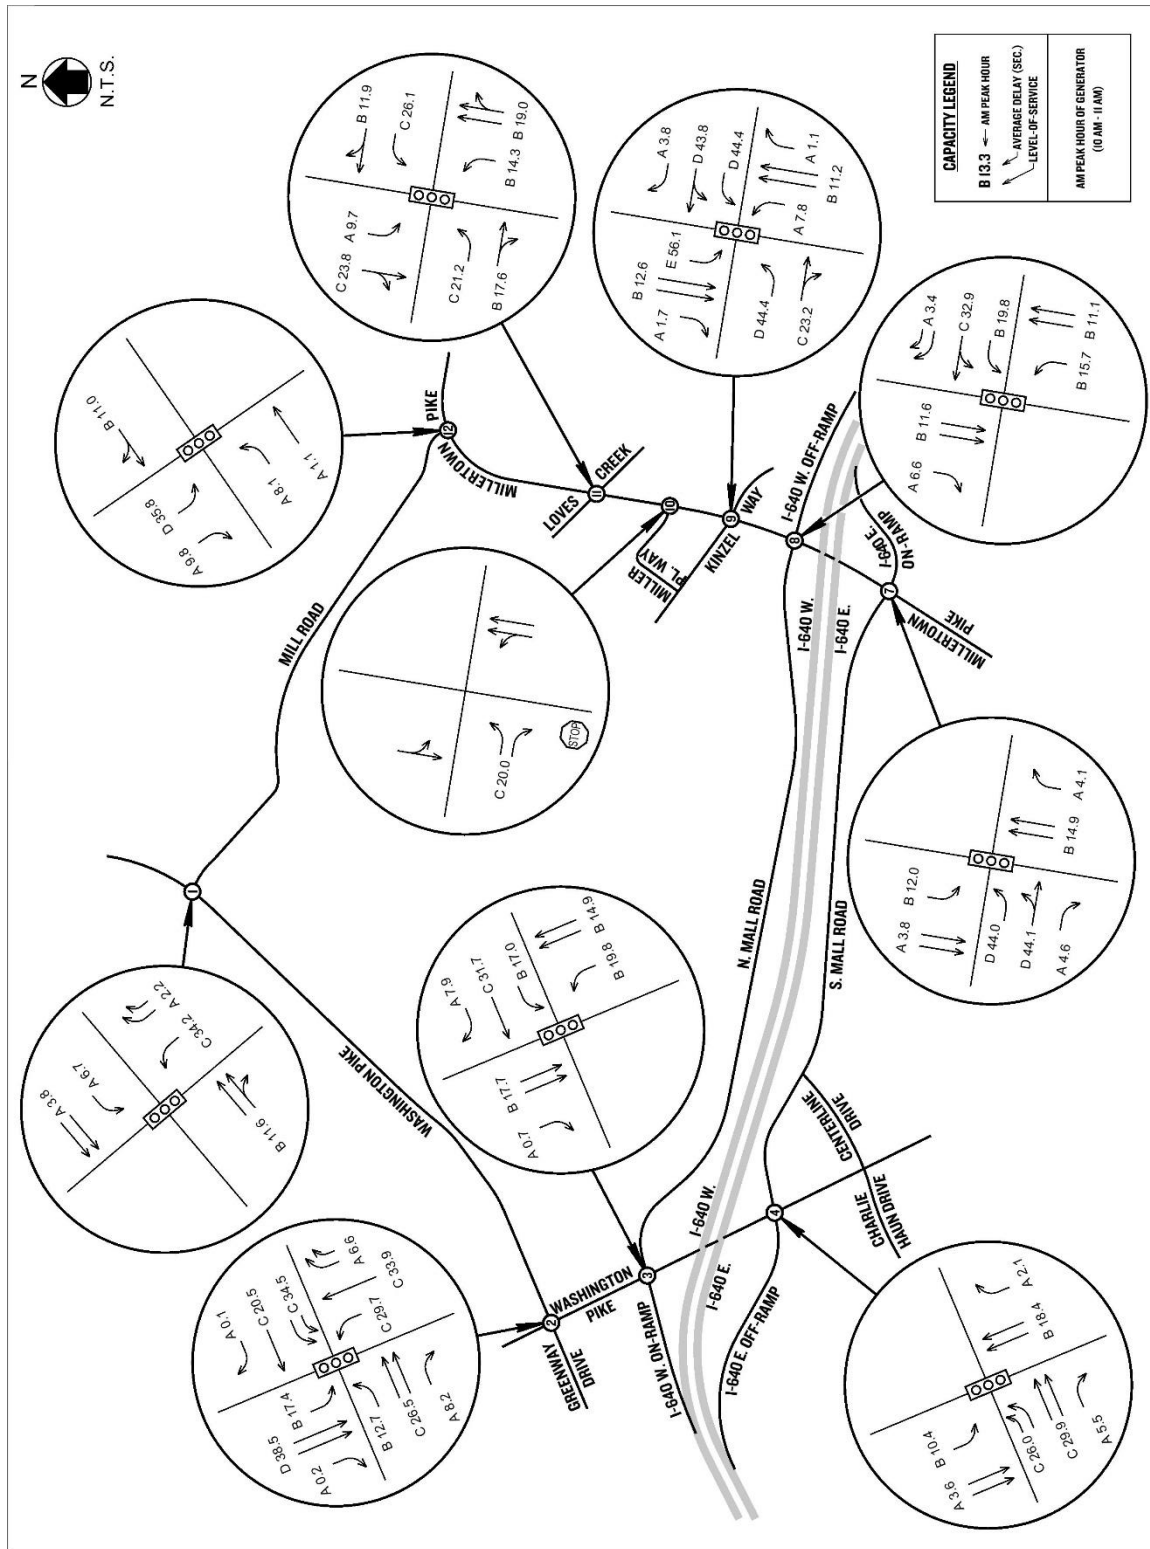 N
N.T.S.
CAPACITY LEGEND
B 13.3 ← AM PEAK HOUR
AVERAGE DELAY (SEC.)
LEVEL-OF-SERVICE
AM PEAK HOUR OF GENERATOR
(10 AM - 11 AM)
B 11.0
D 35.8
A 9.8
A 8.1
A 1.1
C 23.8 A 9.7
B 11.9
C 26.1
C 21.2
B 17.6
B 14.3 B 19.0
A 1.7
B 12.6
E 56.1
A 3.8
D 43.8
D 44.4
D 44.4
C 23.2
A 7.8
B 11.2
A 1.1
A 6.6
B 11.6
A 3.4
C 32.9
B 19.8
B 15.7
B 11.1
C 20.0
STOP
A 3.8 B 12.0
D 44.0
D 44.1
A 4.6
B 14.9
A 4.1
A 3.8
A 6.7
C 34.2 A 2.2
B 11.6
A 0.7
B 17.7
A 7.9
C 31.7
B 17.0
B 19.8 B 14.9
A 0.2
D 38.5
B 17.4
A 0.1
C 20.5
C 34.5
B 12.7
C 26.5
A 8.2
C 29.7
C 33.9
A 6.6
A 3.6 B 10.4
C 26.0
C 29.9
A 5.5
B 18.4
A 2.1
1
2
3
4
7
8
9
10
11
12
MILL ROAD
MILLERTOWN
PIKE
LOVES
CREEK
MILLER
PL. WAY
KINZEL
WAY
I-640 W. OFF-RAMP
I-640 E.
ON-RAMP
MILLERTOWN
PIKE
I-640 W.
I-640 E.
N. MALL ROAD
S. MALL ROAD
WASHINGTON PIKE
WASHINGTON
PIKE
GREENWAY
DRIVE
I-640 W. ON-RAMP
I-640 W.
I-640 E.
I-640 E. OFF-RAMP
CENTERLINE
DRIVE
CHARLIE
HAUN DRIVE